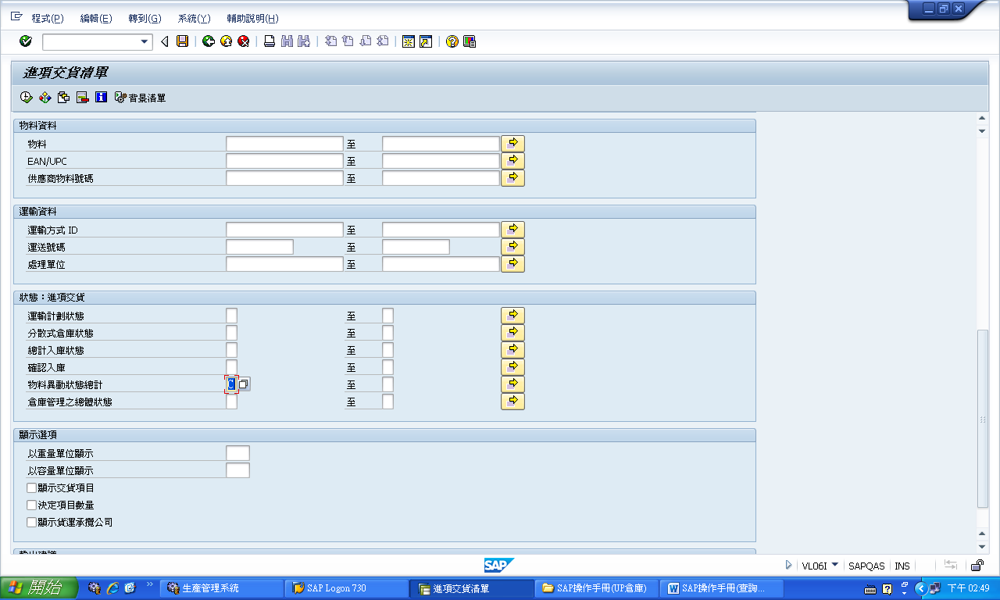 程式(P) 編輯(E) 轉到(G) 系統(Y) 輔助說明(H)
進項交貨清單
背景清單
物料資料
物料 至
EAN/UPC 至
供應商物料號碼 至
運輸資料
運輸方式 ID 至
運送號碼 至
處理單位 至
狀態：進項交貨
運輸計劃狀態 至
分散式倉庫狀態 至
總計入庫狀態 至
確認入庫 至
物料異動狀態總計 至
倉庫管理之總體狀態 至
顯示選項
以重量單位顯示
以容量單位顯示
顯示交貨項目
決定項目數量
顯示貨運承攬公司
SAP VL06I SAPQAS INS
開始 生產管理系統 SAP Logon 730 進項交貨清單 SAP操作手冊(UP倉庫) SAP操作手冊(查詢... 下午 02:49